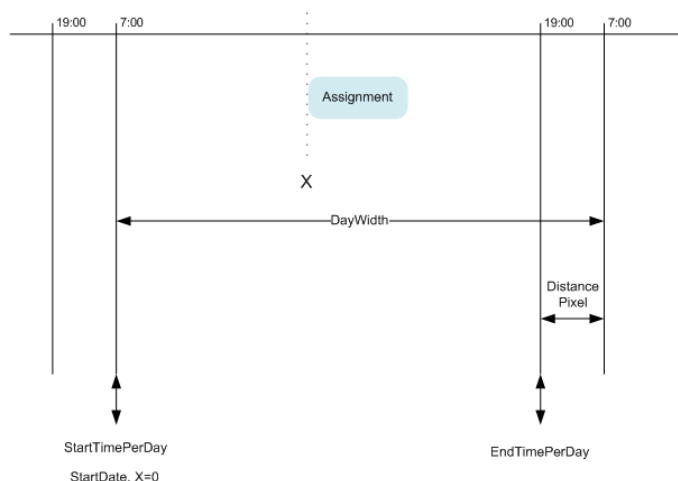 19:00 7:00 19:00 7:00
Assignment
X
DayWidth
Distance
Pixel
StartTimePerDay EndTimePerDay
StartDate, X=0